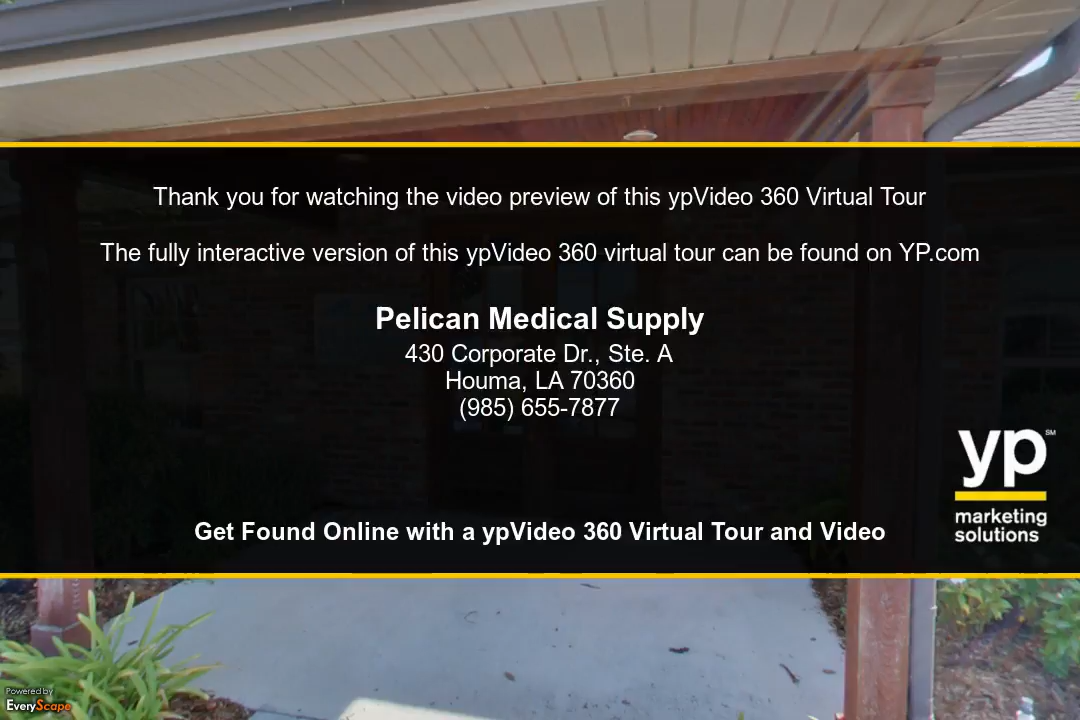 Thank you for watching the video preview of this ypVideo 360 Virtual Tour
The fully interactive version of this ypVideo 360 virtual tour can be found on YP.com
Pelican Medical Supply
430 Corporate Dr., Ste. A
Houma, LA 70360
(985) 655-7877
yp SM
marketing
solutions
Get Found Online with a ypVideo 360 Virtual Tour and Video
Powered by
EveryScape